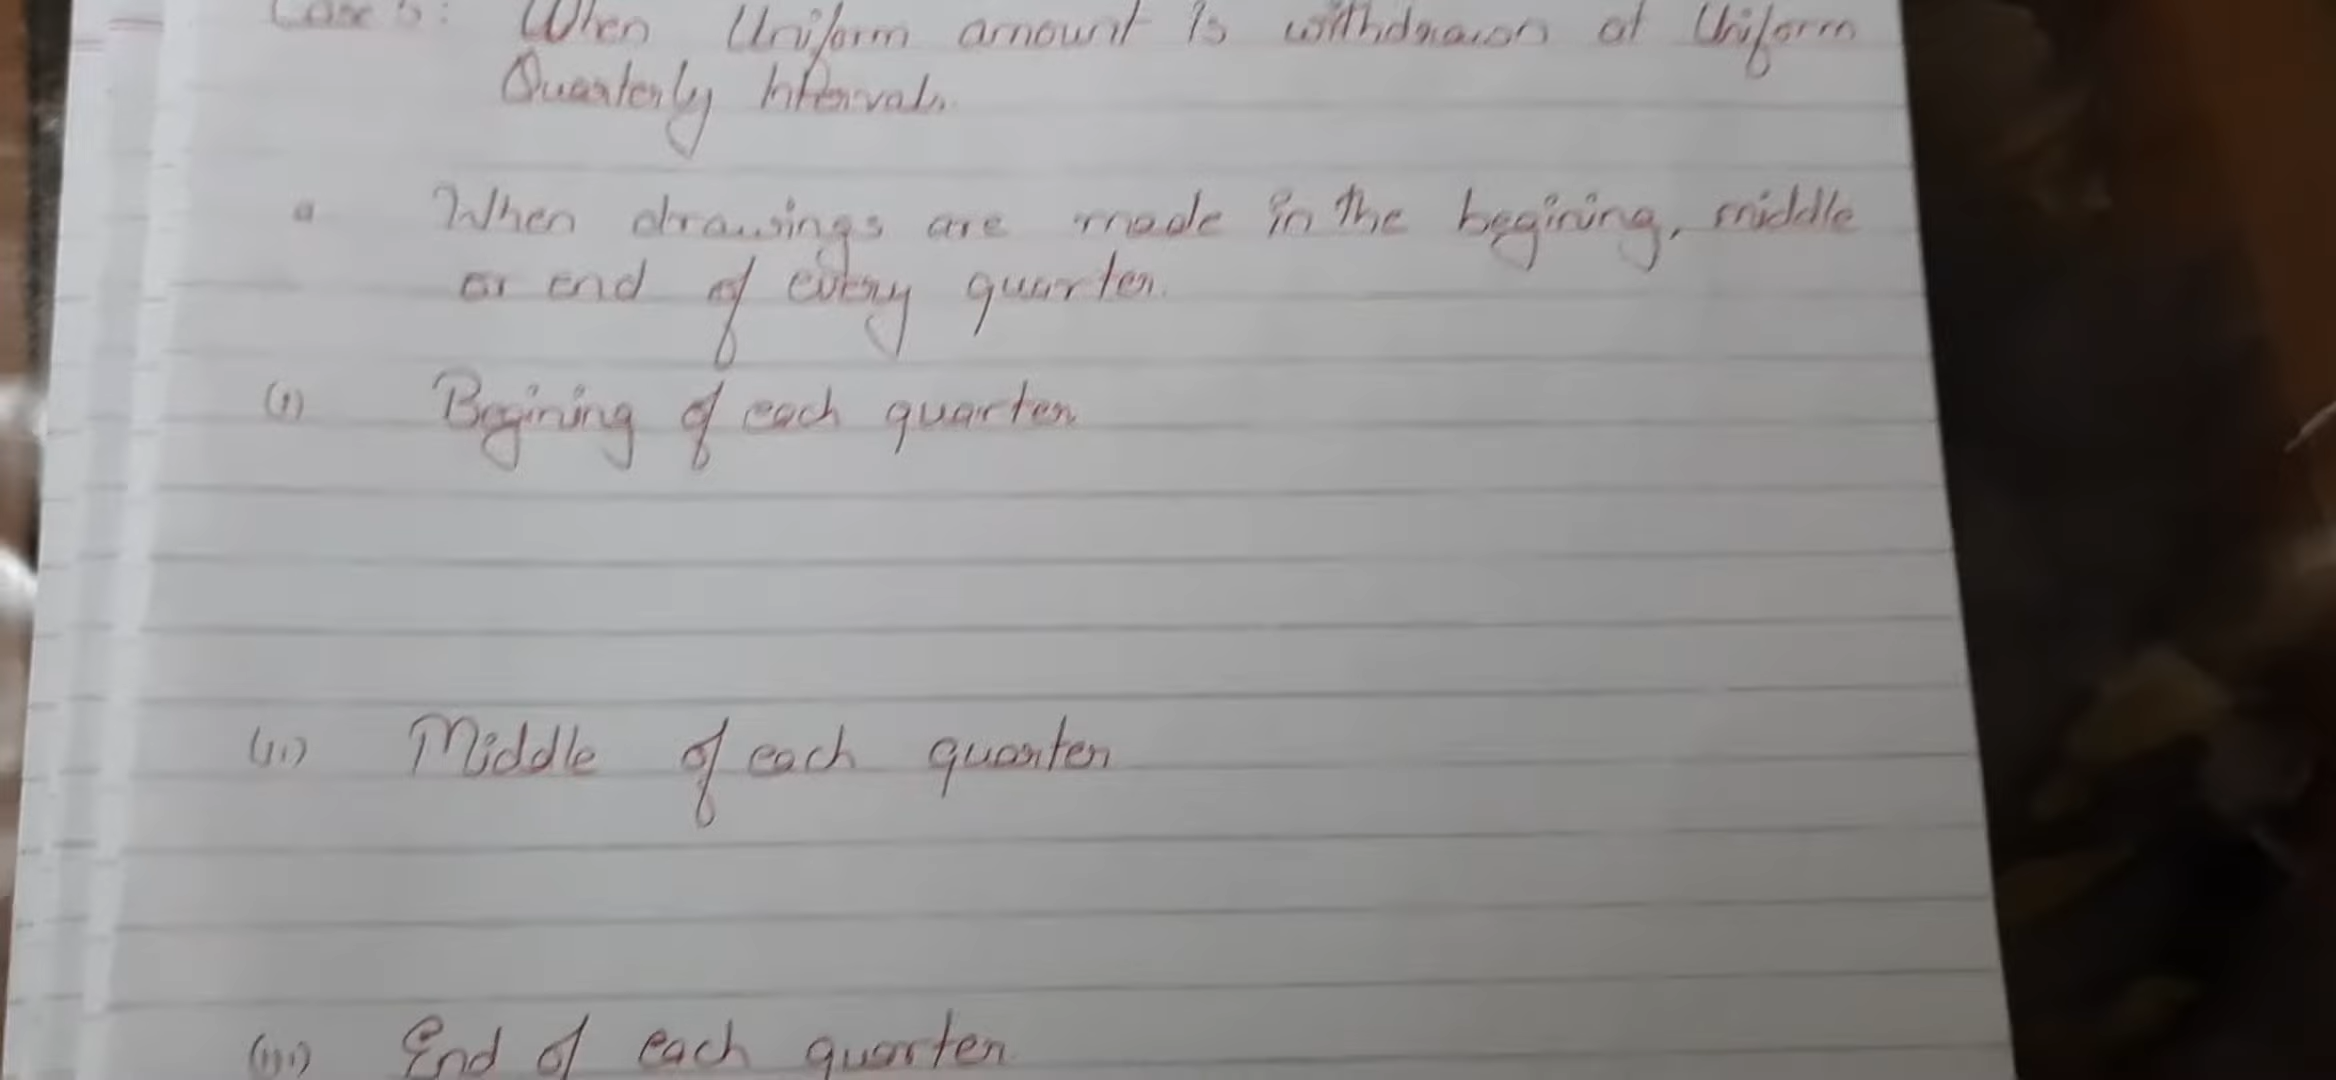 Case 5: When Uniform amount is withdrawn at Uniform
Quarterly Intervals.
a When drawings are made in the begining, middle
or end of every quarter.
(i) Begining of each quarter
(ii) Middle of each quarter
(iii) End of each quarter